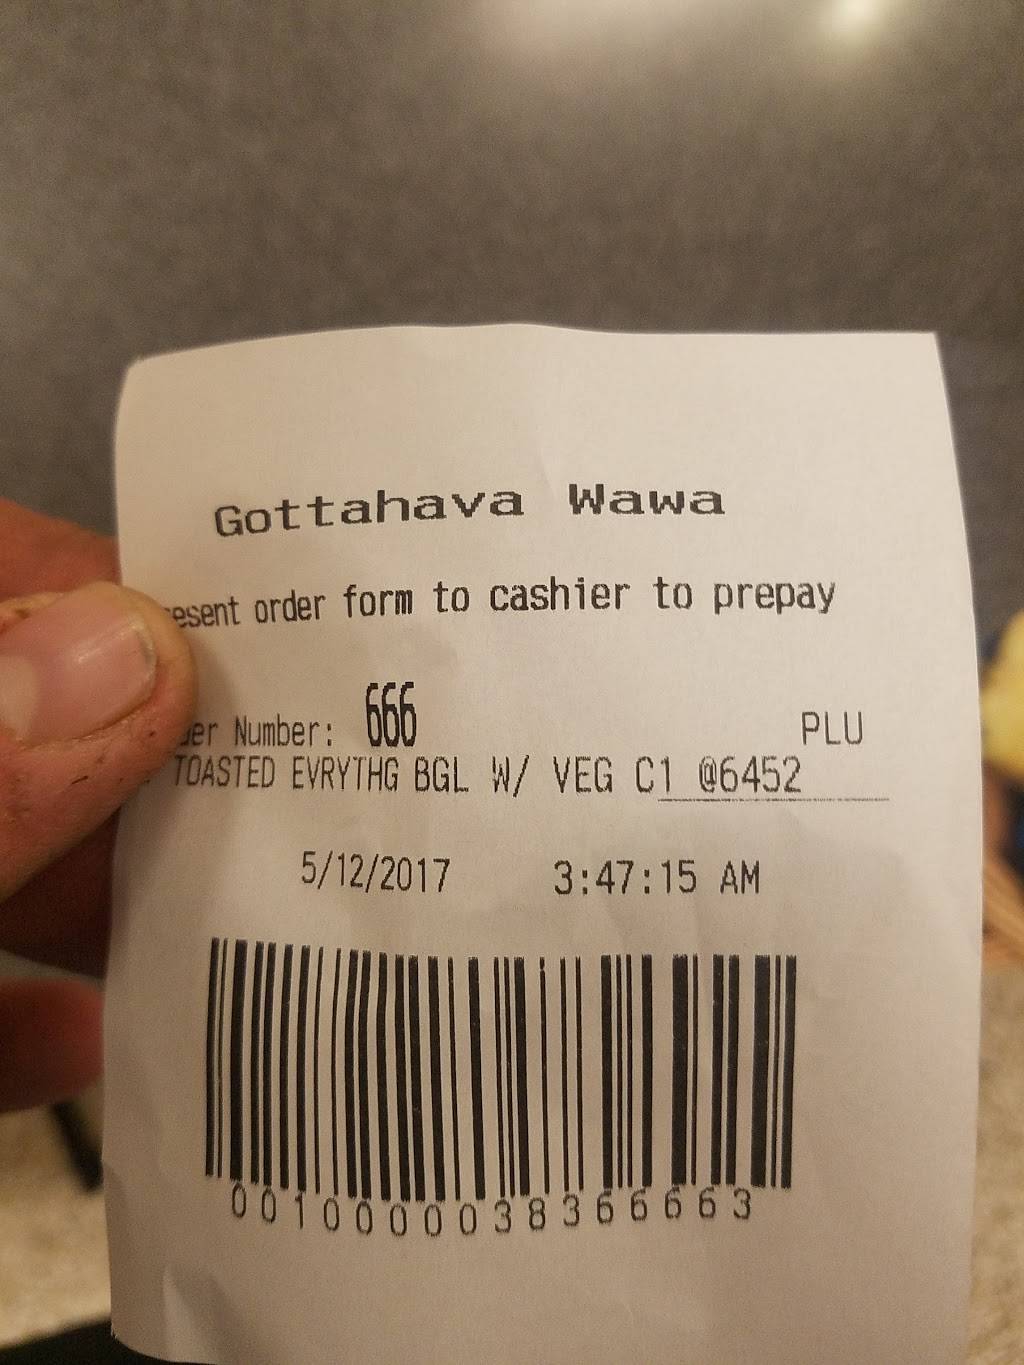 Gottahava Wawa
esent order form to cashier to prepay
der Number: 666 PLU
TOASTED EVRYTHG BGL W/ VEG C1 @6452
5/12/2017 3:47:15 AM
0010000038366663